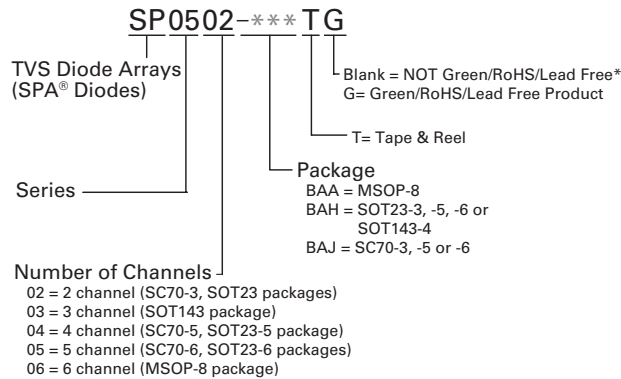 SP0502-***TG
TVS Diode Arrays
(SPA® Diodes)
Blank = NOT Green/RoHS/Lead Free*
G= Green/RoHS/Lead Free Product
T= Tape & Reel
Package
BAA = MSOP-8
BAH = SOT23-3, -5, -6 or
SOT143-4
BAJ = SC70-3, -5 or -6
Series
Number of Channels
02 = 2 channel (SC70-3, SOT23 packages)
03 = 3 channel (SOT143 package)
04 = 4 channel (SC70-5, SOT23-5 package)
05 = 5 channel (SC70-6, SOT23-6 packages)
06 = 6 channel (MSOP-8 package)